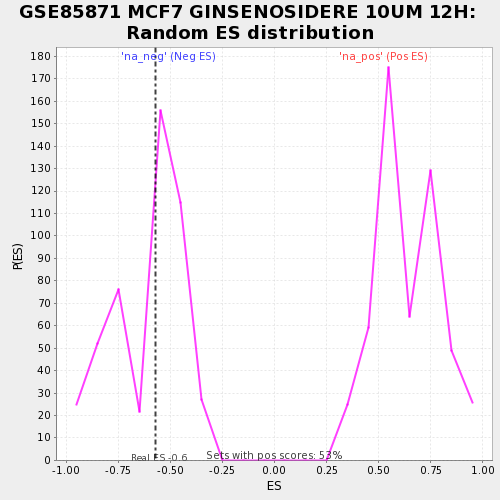 GSE85871 MCF7 GINSENOSIDERE 10UM 12H:
Random ES distribution
'na_neg' (Neg ES)
'na_pos' (Pos ES)
180
170
160
150
140
130
120
110
100
90
80
70
60
50
40
30
20
10
0
P(ES)
Real ES -0.6
Sets with pos scores: 53%
-1.00 -0.75 -0.50 -0.25 0.00 0.25 0.50 0.75 1.00
ES